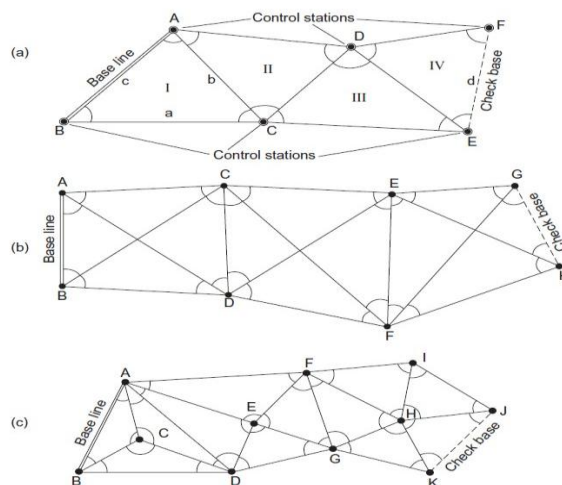 (a)
Control stations
A
D
F
Base line
c
I
b
II
IV
d
Check base
a
III
B
C
E
Control stations
(b)
A
C
E
G
Base line
Check base
B
D
F
(c)
A
F
I
Base line
C
E
H
J
B
D
G
K
Check base